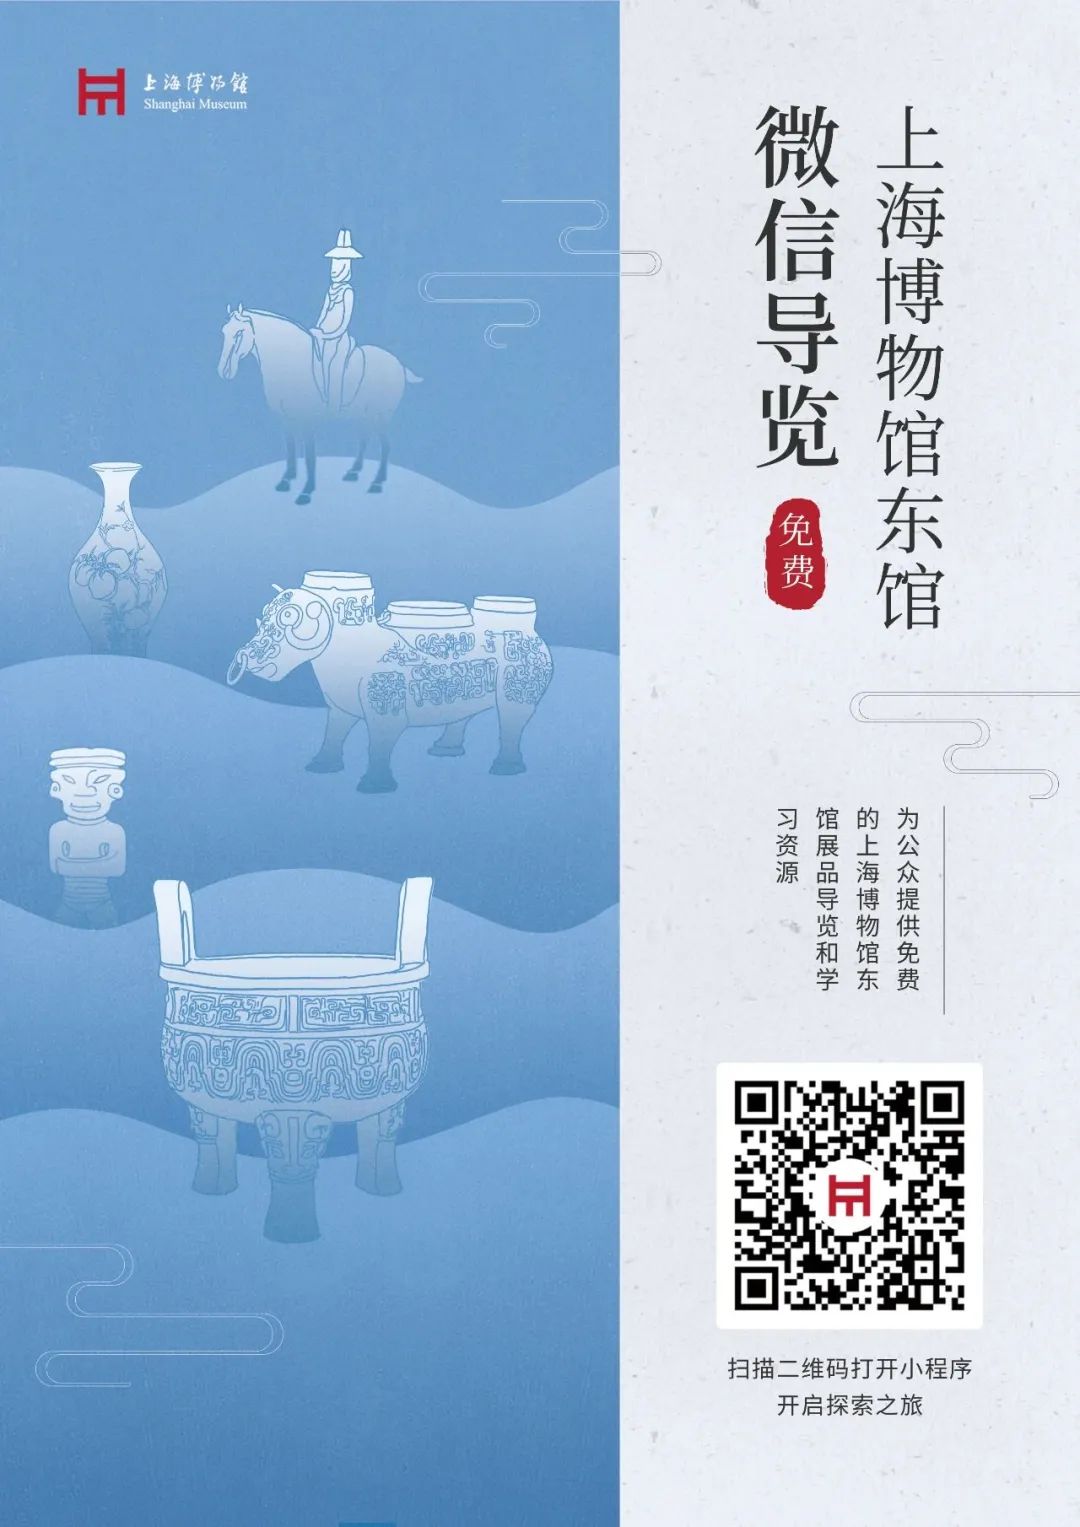 上海博物馆
Shanghai Museum
上海博物馆东馆
微信导览
免费
为公众提供免费
的上海博物馆东
馆展品导览和学
习资源
扫描二维码打开小程序
开启探索之旅